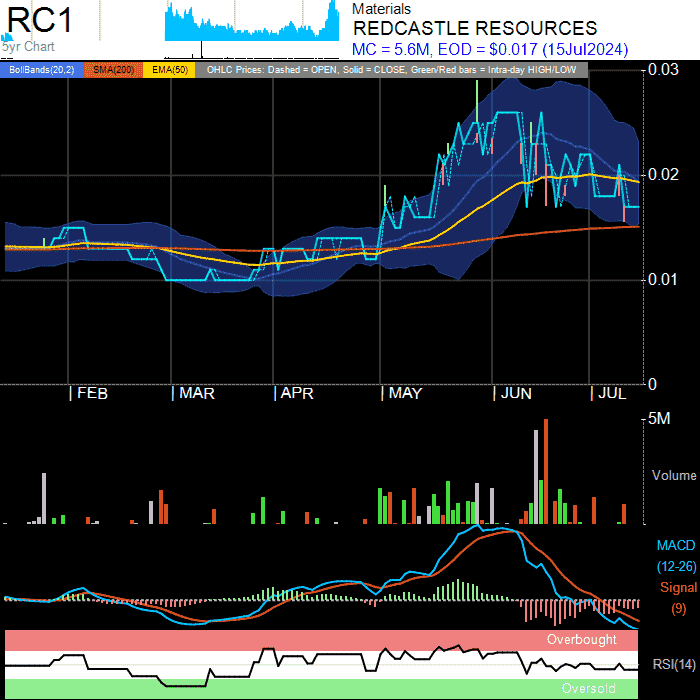 RC1
5yr Chart
Materials
REDCASTLE RESOURCES
MC = 5.6M, EOD = $0.017 (15Jul2024)
BollBands(20,2) SMA(200) EMA(50) OHLC Prices: Dashed = OPEN, Solid = CLOSE, Green/Red bars = Intra-day HIGH/LOW
0.03
0.02
0.01
0
| FEB | MAR | APR | MAY | JUN | JUL
5M
Volume
MACD
(12-26)
Signal
(9)
Overbought
RSI(14)
Oversold